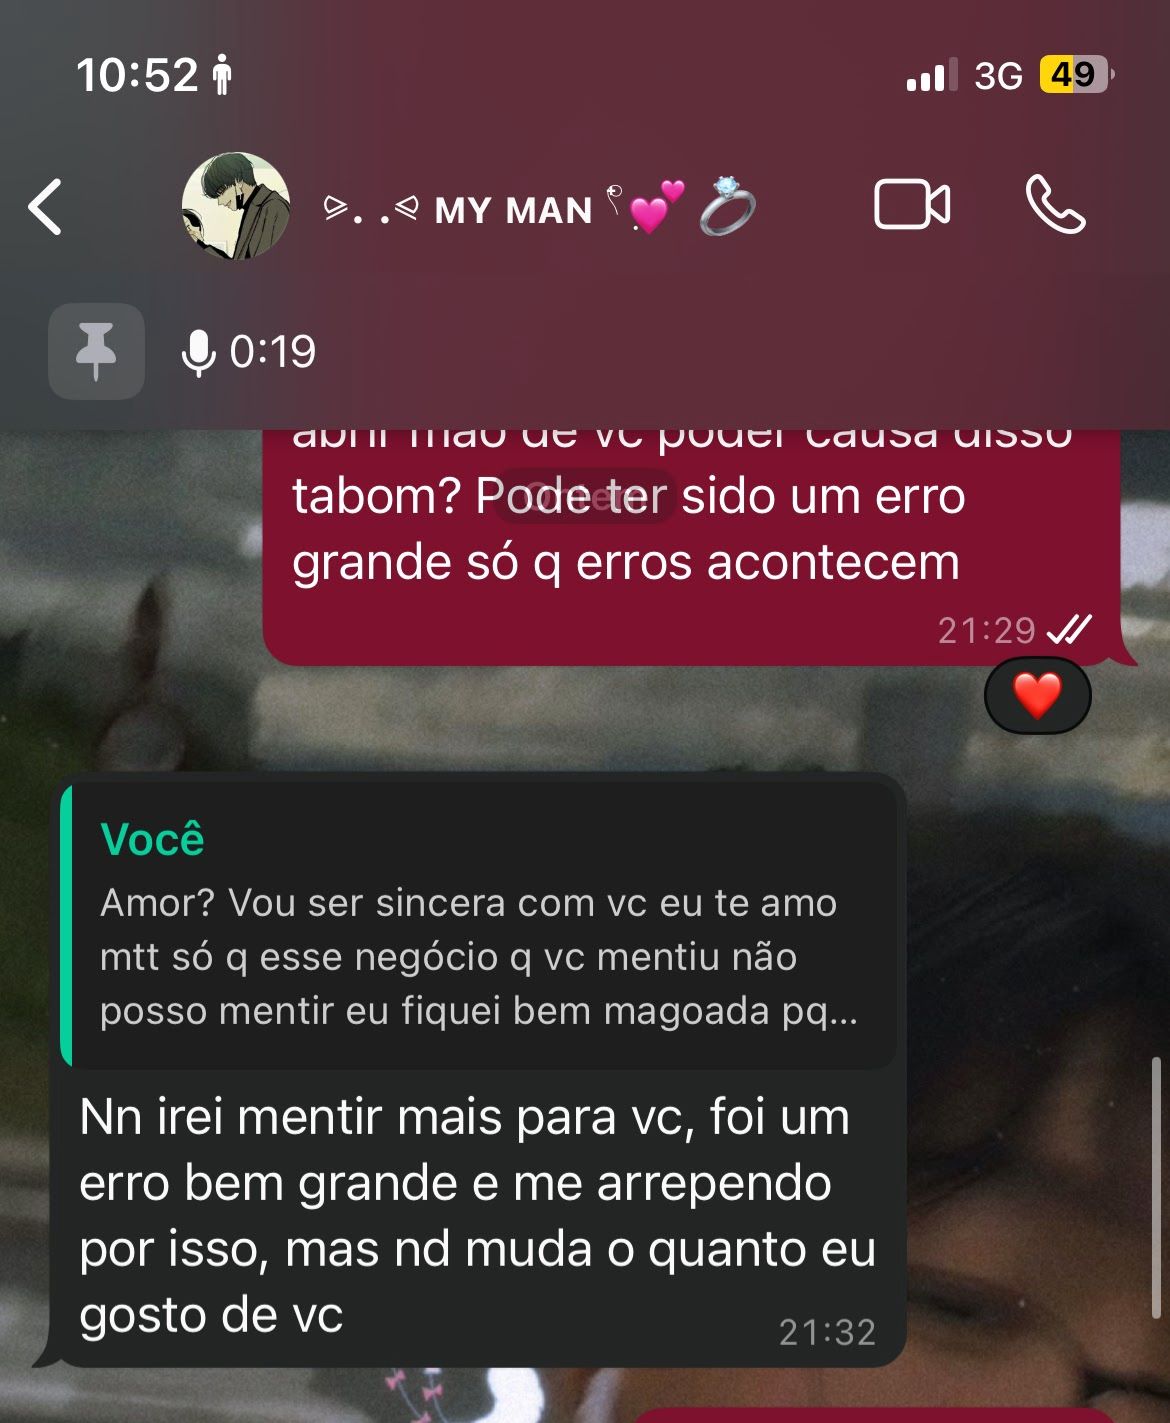 10:52
3G 49
MY MAN
0:19
abrir mão de vc poder causa disso
tabom? Pode ter sido um erro
Ontem
grande só q erros acontecem
21:29
Você
Amor? Vou ser sincera com vc eu te amo
mtt só q esse negócio q vc mentiu não
posso mentir eu fiquei bem magoada pq...
Nn irei mentir mais para vc, foi um
erro bem grande e me arrependo
por isso, mas nd muda o quanto eu
gosto de vc
21:32